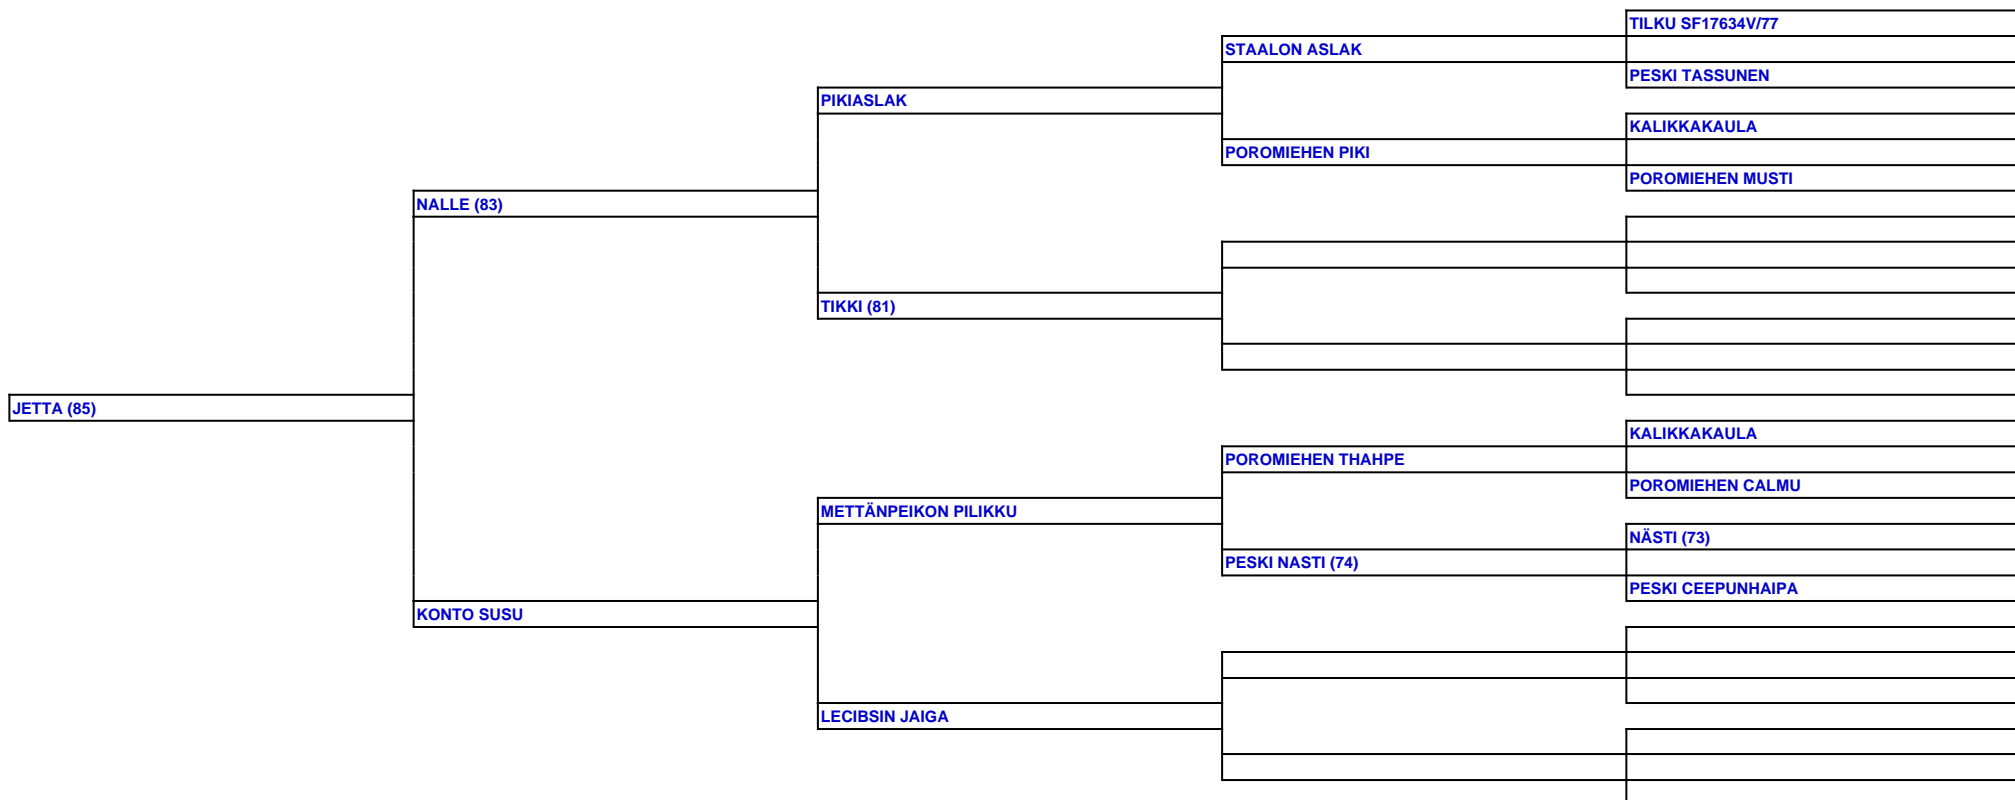 TILKU SF17634V/77
STAALON ASLAK
PESKI TASSUNEN
PIKIASLAK
KALIKKAKAULA
POROMIEHEN PIKI
POROMIEHEN MUSTI
NALLE (83)
TIKKI (81)
JETTA (85)
KALIKKAKAULA
POROMIEHEN THAHPE
POROMIEHEN CALMU
METTÄNPEIKON PILIKKU
NÄSTI (73)
PESKI NASTI (74)
PESKI CEEPUNHAIPA
KONTO SUSU
LECIBSIN JAIGA